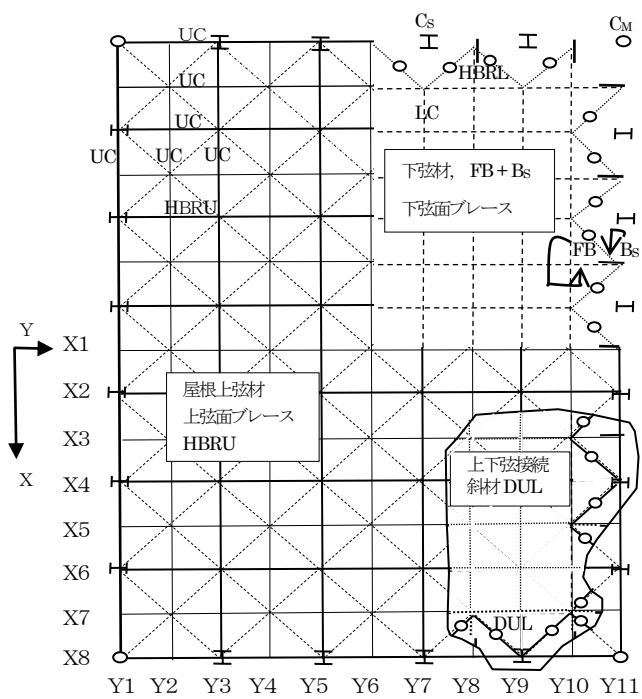 UC
Cs
CM
UC
HBRL
UC
LC
UC
UC
UC
下弦材, FB+Bs
下弦面ブレース
HBRU
FB
Bs
Y
X1
X2
屋根上弦材
上弦面ブレース
HBRU
X3
上下弦接続
斜材 DUL
X
X4
X5
X6
X7
DUL
X8
Y1 Y2 Y3 Y4 Y5 Y6 Y7 Y8 Y9 Y10 Y11